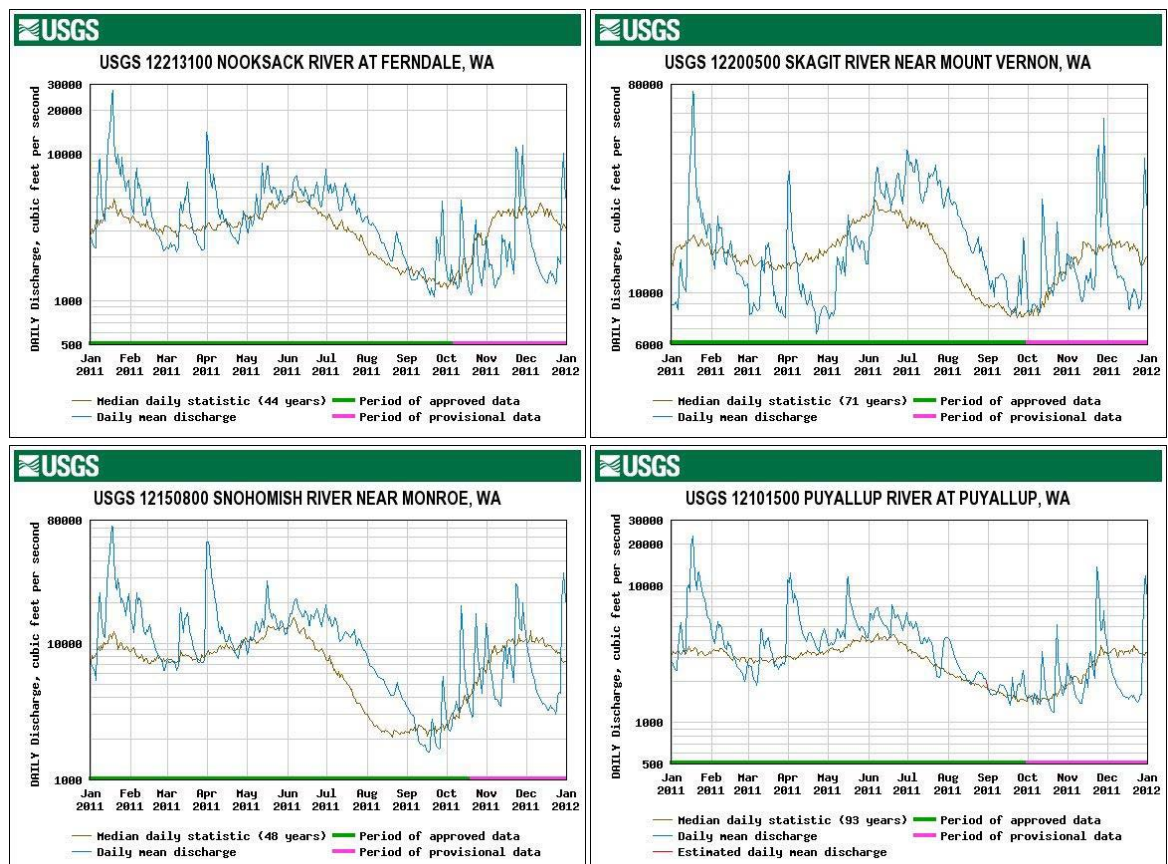 USGS
USGS 12213100 NOOKSACK RIVER AT FERNDALE, WA
DAILY Discharge, cubic feet per second
30000
20000
10000
1000
500
Jan Feb Mar Apr May Jun Jul Aug Sep Oct Nov Dec Jan
2011 2011 2011 2011 2011 2011 2011 2011 2011 2011 2011 2011 2012
Median daily statistic (44 years) Period of approved data
Daily mean discharge Period of provisional data
USGS
USGS 12200500 SKAGIT RIVER NEAR MOUNT VERNON, WA
DAILY Discharge, cubic feet per second
80000
10000
6000
Jan Feb Mar Apr May Jun Jul Aug Sep Oct Nov Dec Jan
2011 2011 2011 2011 2011 2011 2011 2011 2011 2011 2011 2011 2012
Median daily statistic (71 years) Period of approved data
Daily mean discharge Period of provisional data
USGS
USGS 12150800 SNOHOMISH RIVER NEAR MONROE, WA
DAILY Discharge, cubic feet per second
80000
10000
1000
Jan Feb Mar Apr May Jun Jul Aug Sep Oct Nov Dec Jan
2011 2011 2011 2011 2011 2011 2011 2011 2011 2011 2011 2011 2012
Median daily statistic (48 years) Period of approved data
Daily mean discharge Period of provisional data
USGS
USGS 12101500 PUYALLUP RIVER AT PUYALLUP, WA
DAILY Discharge, cubic feet per second
30000
20000
10000
1000
500
Jan Feb Mar Apr May Jun Jul Aug Sep Oct Nov Dec Jan
2011 2011 2011 2011 2011 2011 2011 2011 2011 2011 2011 2011 2012
Median daily statistic (93 years) Period of approved data
Daily mean discharge Period of provisional data
Estimated daily mean discharge